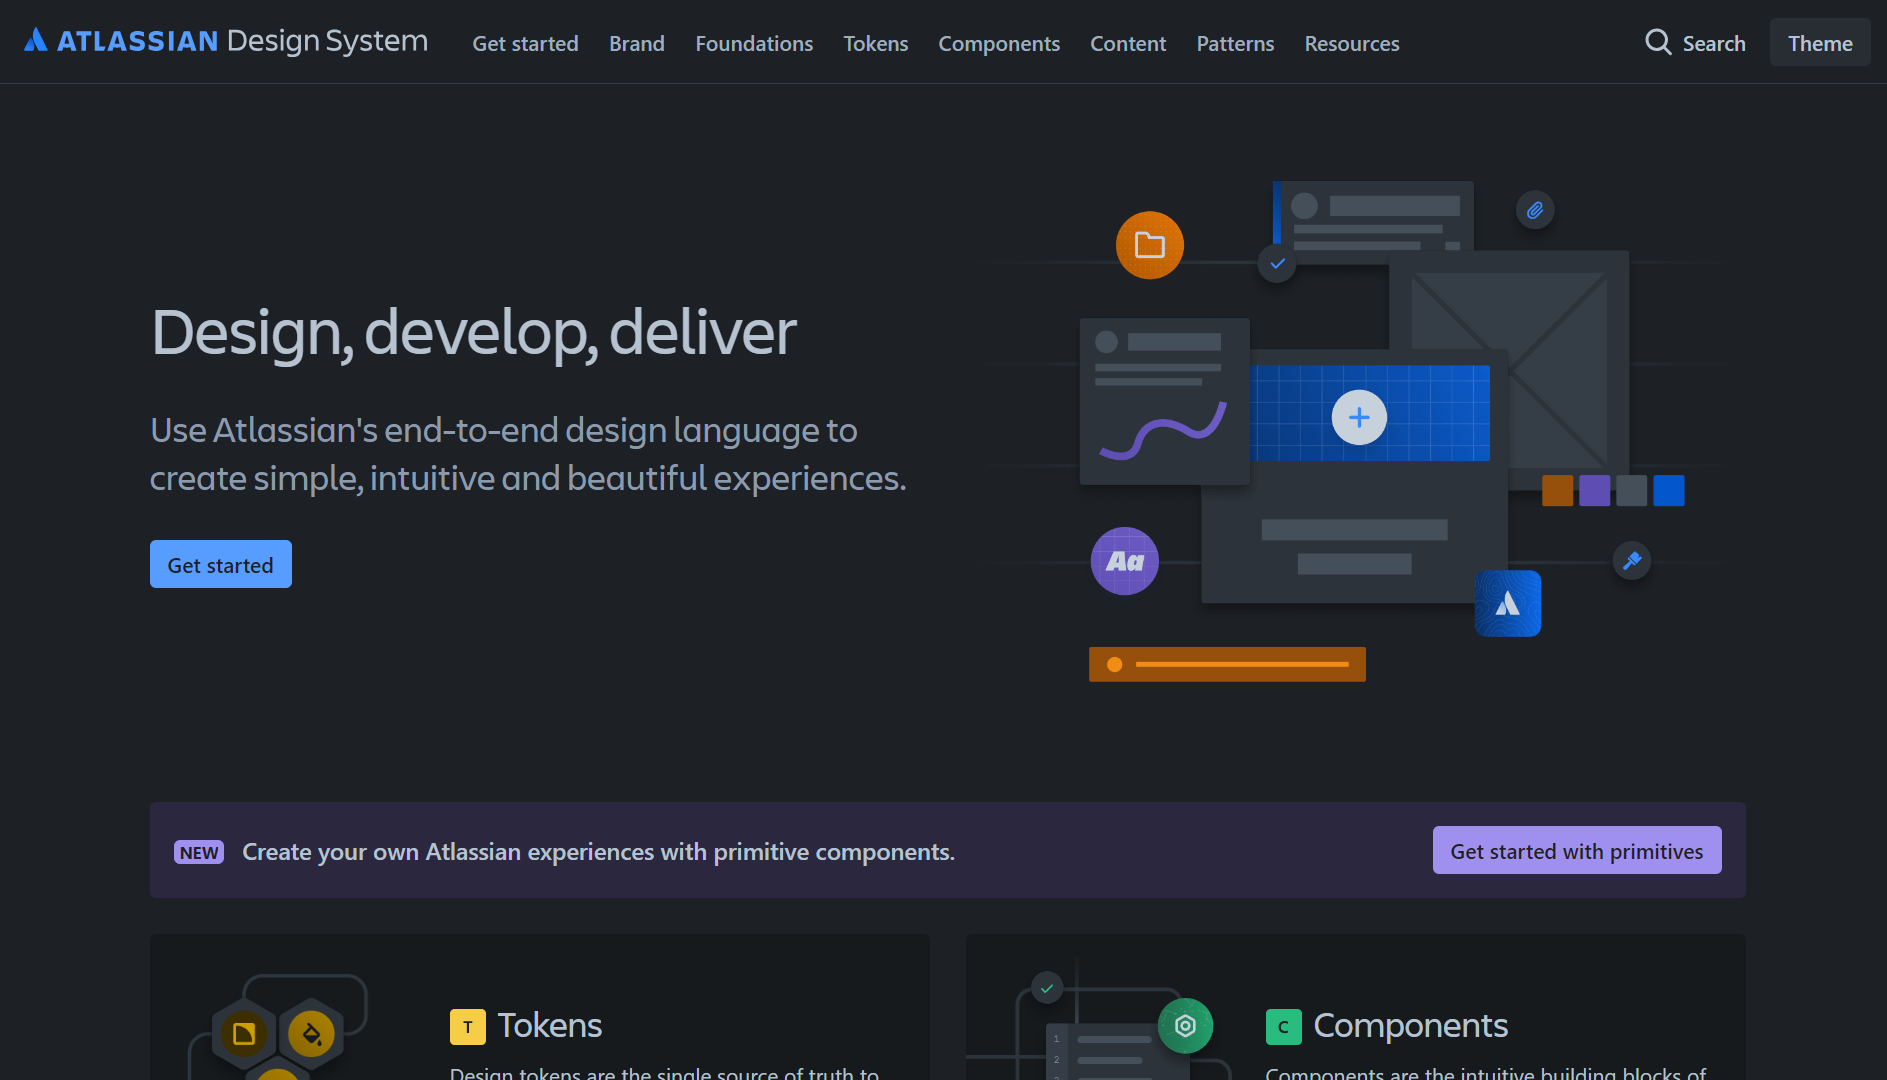 ATLASSIAN Design System
Get started
Brand
Foundations
Tokens
Components
Content
Patterns
Resources
Search
Theme
Design, develop, deliver
Use Atlassian's end-to-end design language to
create simple, intuitive and beautiful experiences.
Get started
Aa
NEW Create your own Atlassian experiences with primitive components.
Get started with primitives
T Tokens
Design tokens are the single source of truth to
1
2
C Components
Components are the intuitive building blocks of